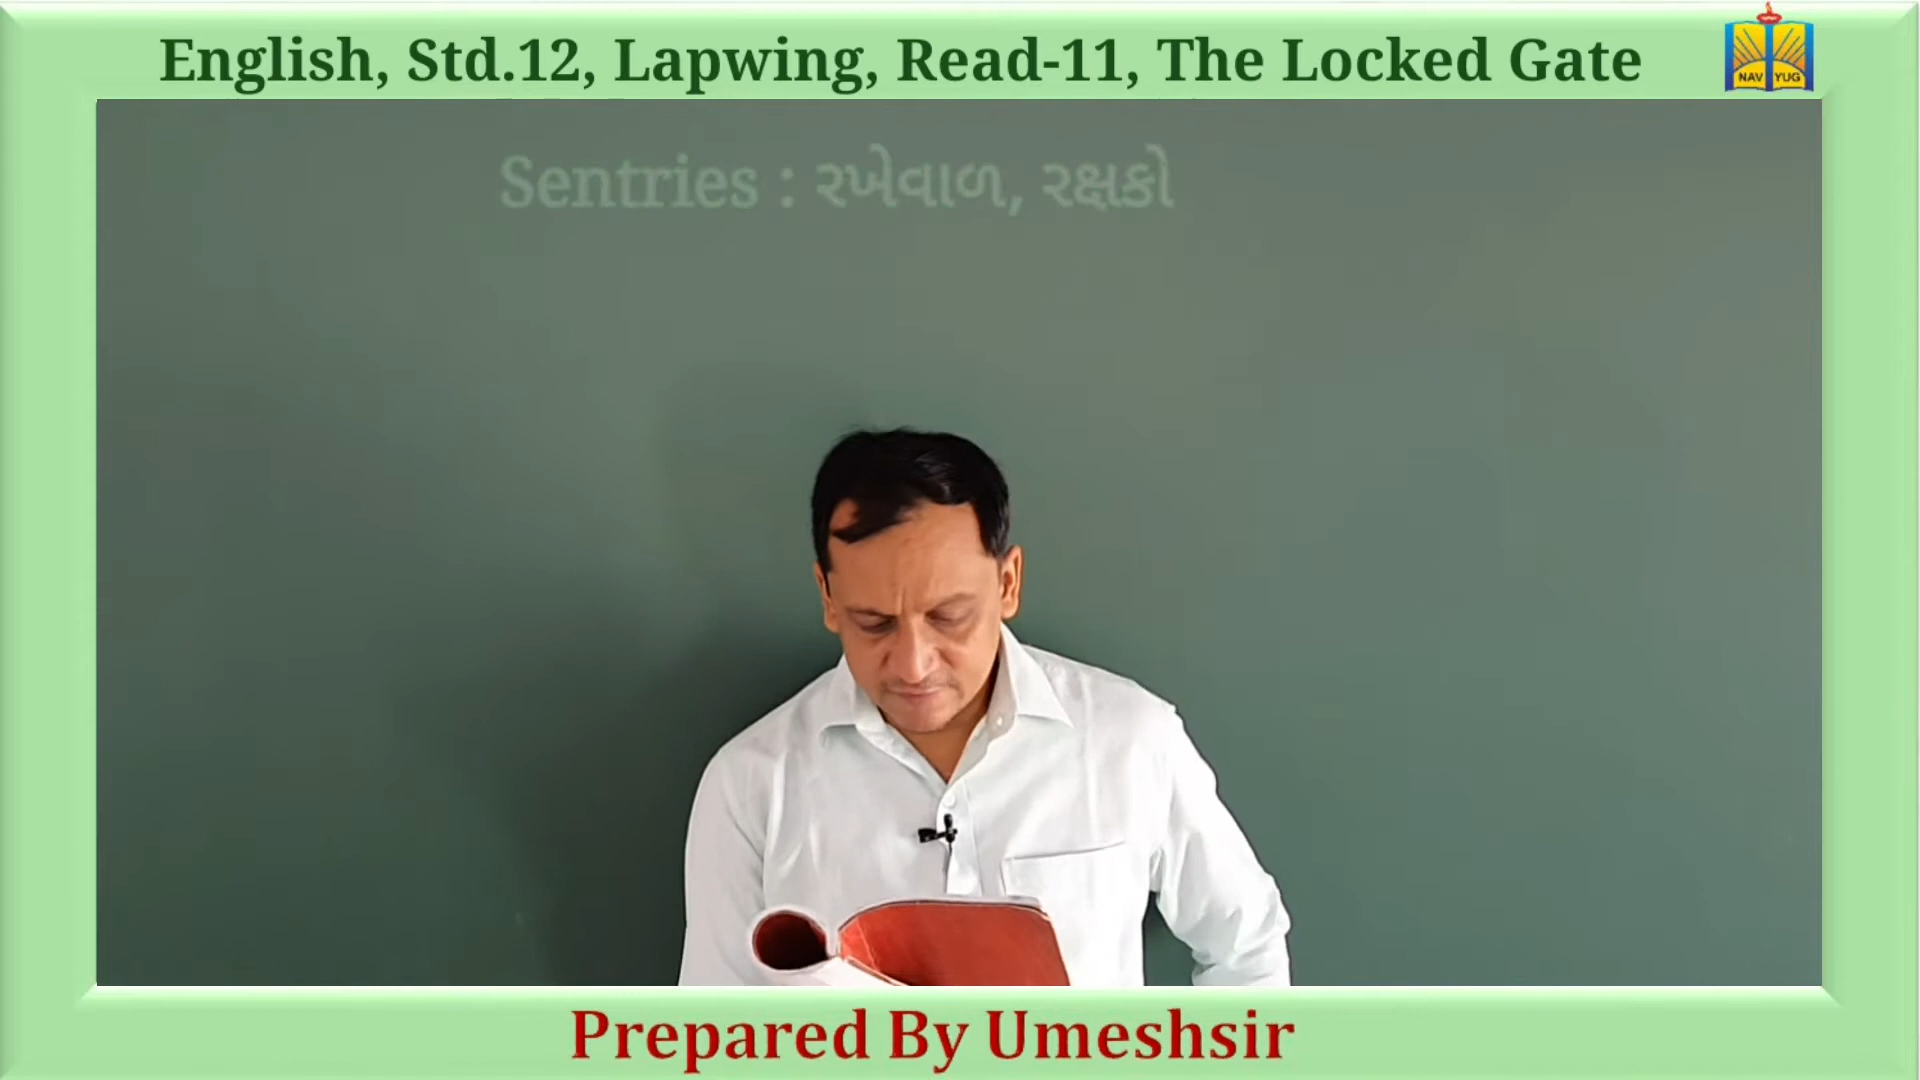 English, Std.12, Lapwing, Read-11, The Locked Gate
NAV YUG
Sentries : રખેવાળ, રક્ષકો
Prepared By Umeshsir